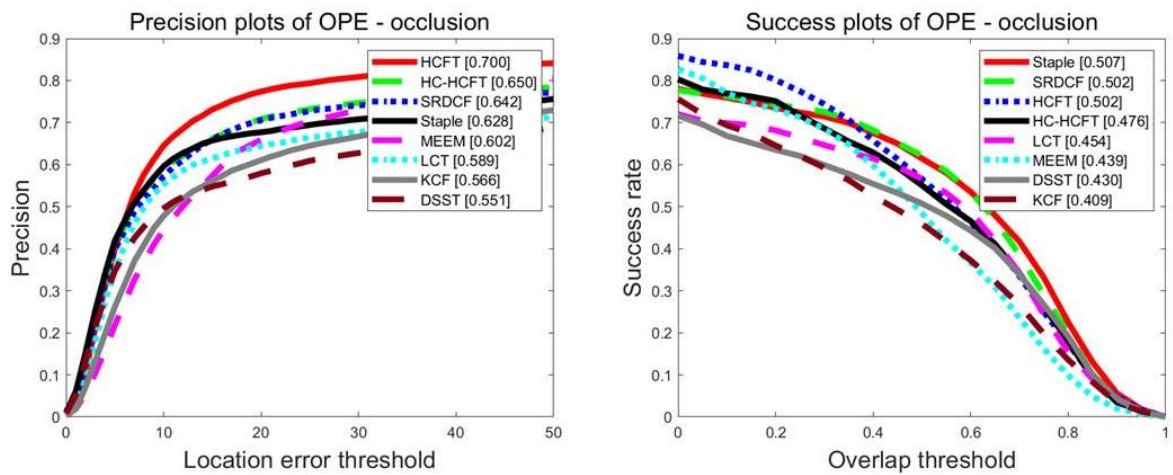 Precision plots of OPE - occlusion
0.9
0.8
0.7
0.6
0.5
0.4
0.3
0.2
0.1
0
Precision
HCFT [0.700]
HC-HCFT [0.650]
SRDCF [0.642]
Staple [0.628]
MEEM [0.602]
LCT [0.589]
KCF [0.566]
DSST [0.551]
0 10 20 30 40 50
Location error threshold
Success plots of OPE - occlusion
0.9
0.8
0.7
0.6
0.5
0.4
0.3
0.2
0.1
0
Success rate
Staple [0.507]
SRDCF [0.502]
HCFT [0.502]
HC-HCFT [0.476]
LCT [0.454]
MEEM [0.439]
DSST [0.430]
KCF [0.409]
0 0.2 0.4 0.6 0.8 1
Overlap threshold